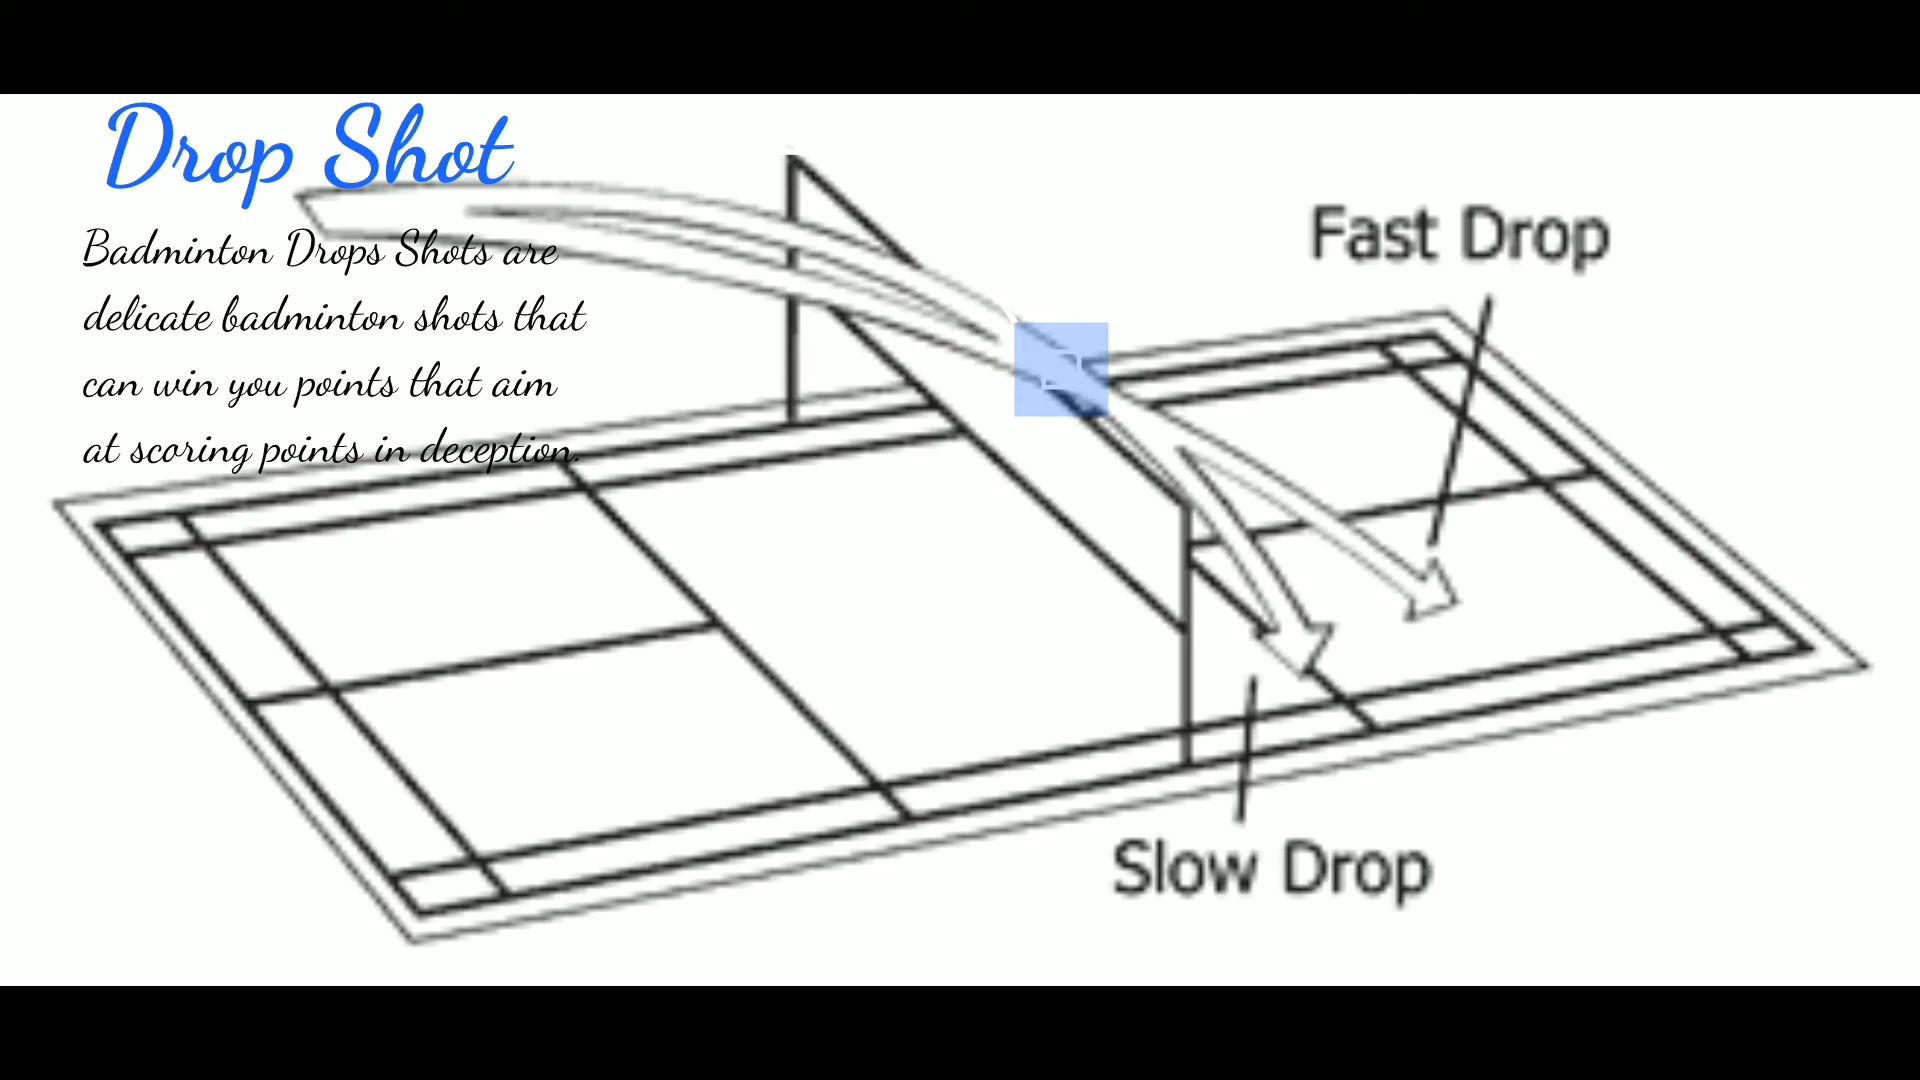 Drop Shot
Badminton Drops Shots are
delicate badminton shots that
can win you points that aim
at scoring points in deception.
Fast Drop
Slow Drop